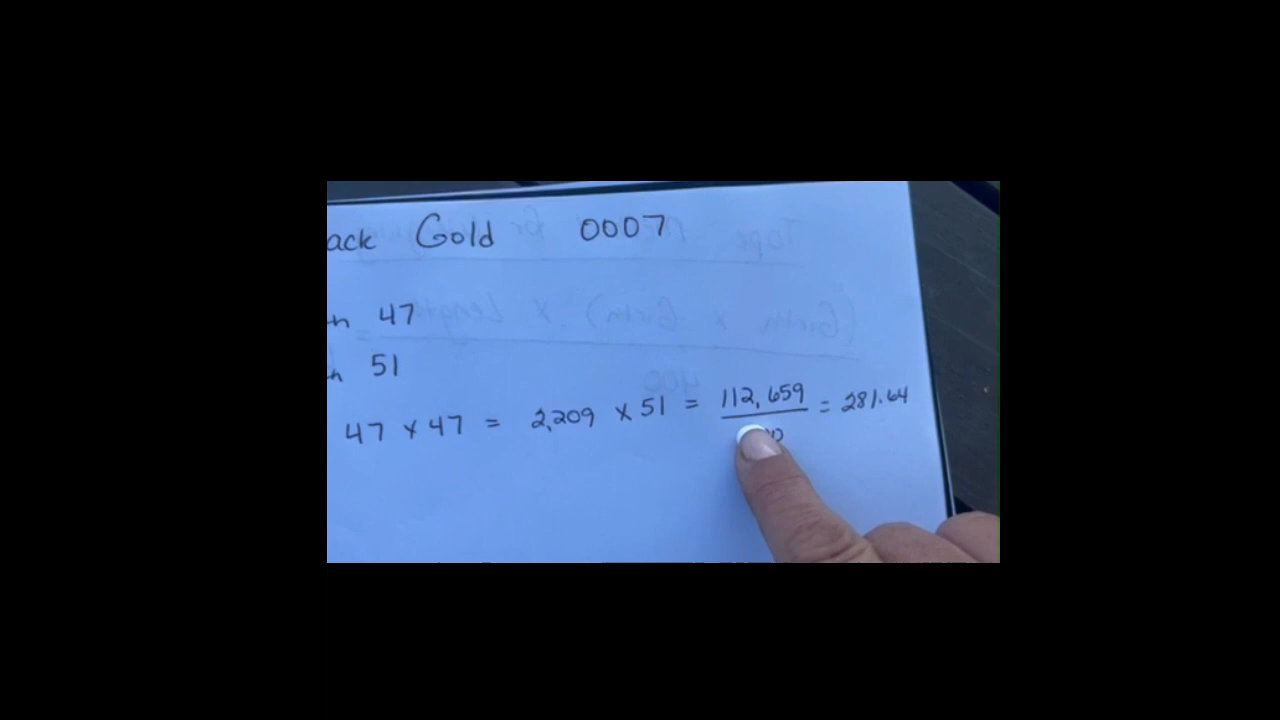 ack Gold 0007
h 47
h 51
47 x 47 = 2,209 x 51 = 112,659 = 281.64